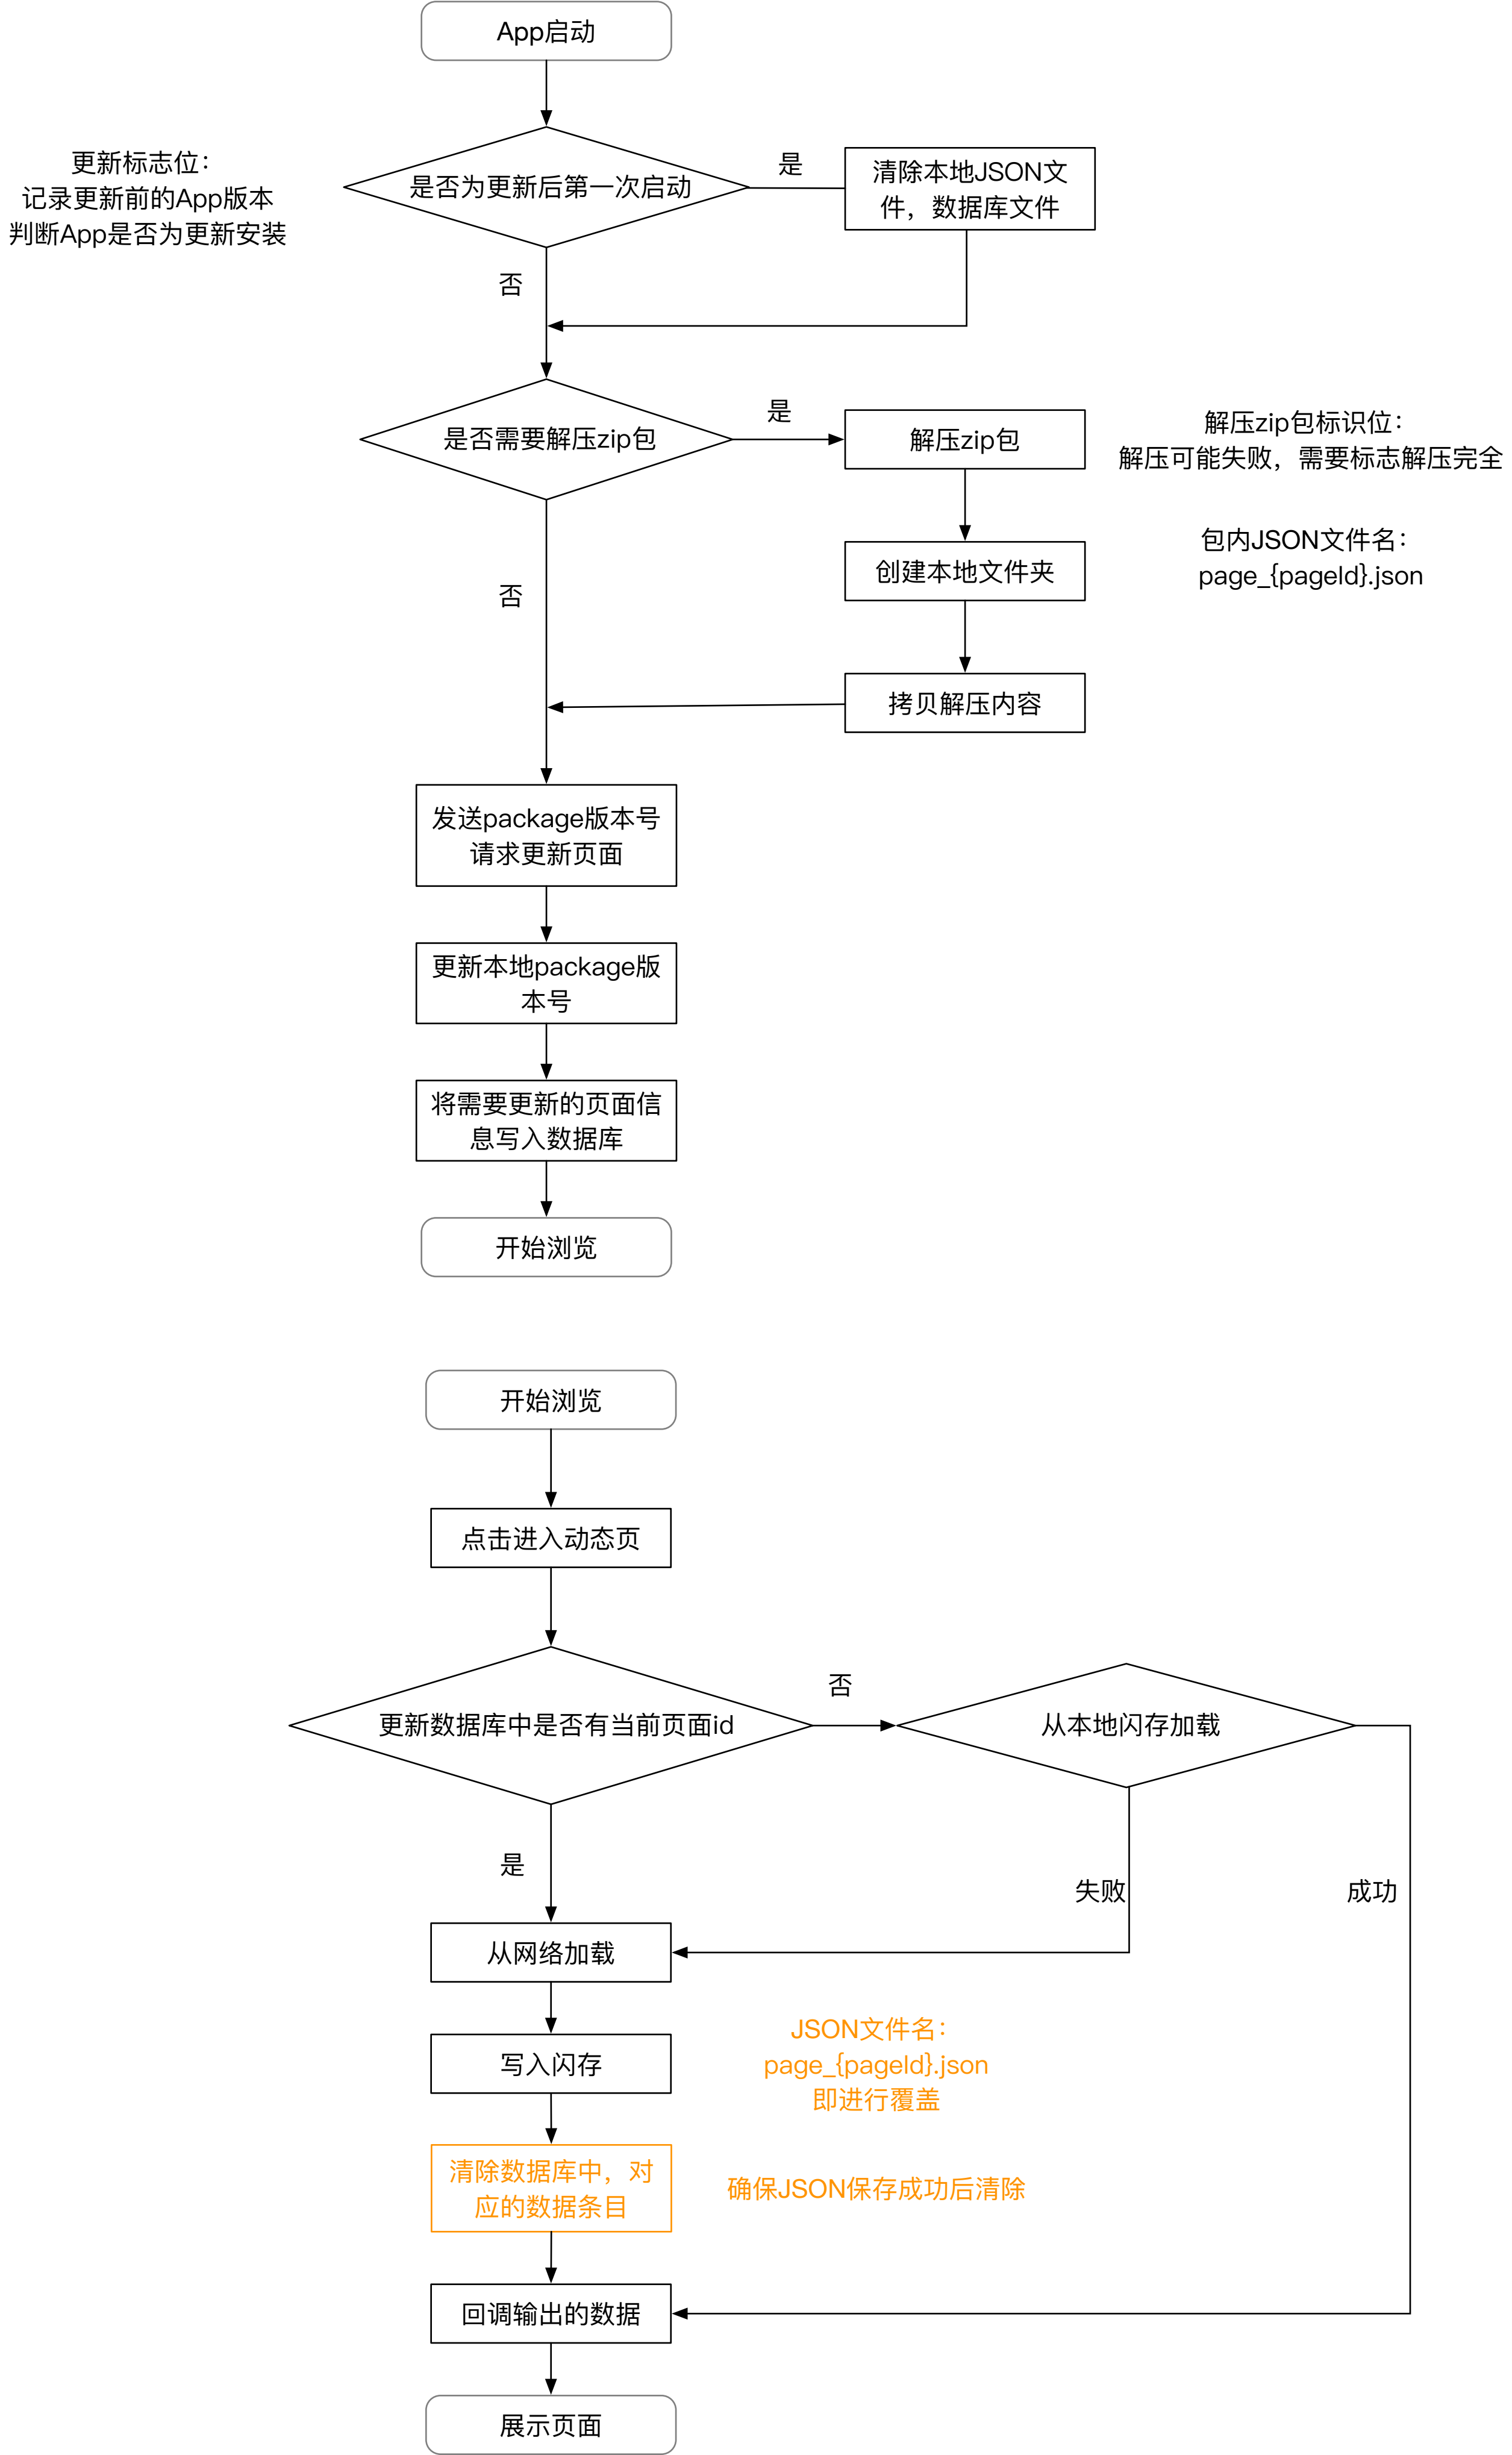 App启动
更新标志位：
记录更新前的App版本
判断App是否为更新安装
是否为更新后第一次启动
是
清除本地JSON文
件，数据库文件
否
是否需要解压zip包
是
解压zip包
解压zip包标识位：
解压可能失败，需要标志解压完全
创建本地文件夹
包内JSON文件名：
page_{pageId}.json
否
拷贝解压内容
发送package版本号
请求更新页面
更新本地package版
本号
将需要更新的页面信
息写入数据库
开始浏览
开始浏览
点击进入动态页
更新数据库中是否有当前页面id
否
从本地闪存加载
是
失败
成功
从网络加载
写入闪存
JSON文件名：
page_{pageId}.json
即进行覆盖
清除数据库中，对
应的数据条目
确保JSON保存成功后清除
回调输出的数据
展示页面